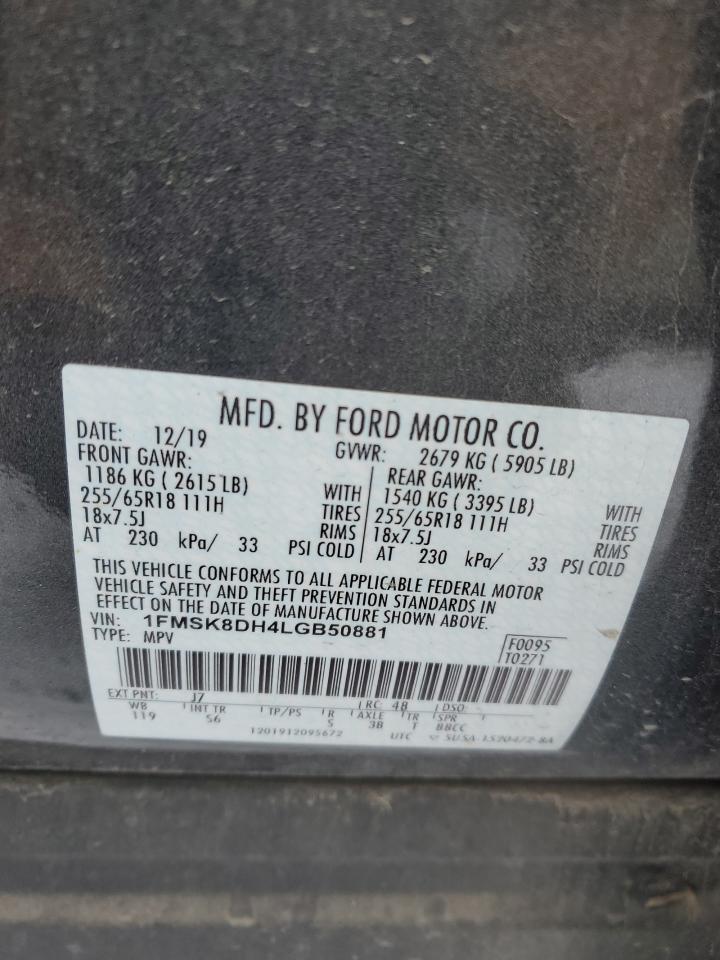 MFD. BY FORD MOTOR CO.
DATE: 12/19 GVWR: 2679 KG ( 5905 LB)
FRONT GAWR: REAR GAWR:
1186 KG ( 2615 LB) WITH 1540 KG ( 3395 LB) WITH
255/65R18 111H TIRES 255/65R18 111H TIRES
18x7.5J RIMS 18x7.5J RIMS
AT 230 kPa/ 33 PSI COLD AT 230 kPa/ 33 PSI COLD
THIS VEHICLE CONFORMS TO ALL APPLICABLE FEDERAL MOTOR
VEHICLE SAFETY AND THEFT PREVENTION STANDARDS IN
EFFECT ON THE DATE OF MANUFACTURE SHOWN ABOVE.
VIN: 1FMSK8DH4LGB50881
TYPE: MPV
F0095
T0271
EXT PNT: J7 RC: 48 DSO:
WB INT TR TP/PS R AXLE TR SPR
119 S6 S 3B T BBCC
1201912095672 UTC